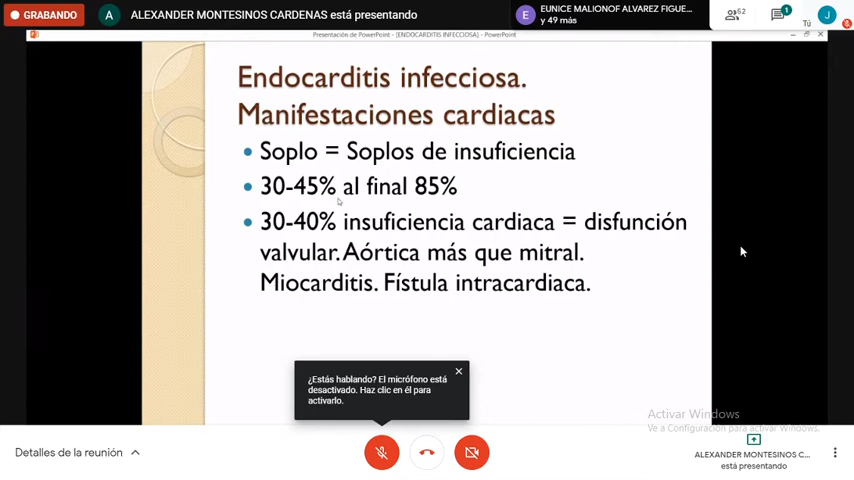 GRABANDO
A
ALEXANDER MONTESINOS CARDENAS está presentando
E
EUNICE MALIONOF ALVAREZ FIGUE...
y 49 más
62
1
J
Tú
Presentación de PowerPoint - [ENDOCARDITIS INFECCIOSA] - PowerPoint
Endocarditis infecciosa.
Manifestaciones cardiacas
Soplo = Soplos de insuficiencia
30-45% al final 85%
30-40% insuficiencia cardiaca = disfunción
valvular. Aórtica más que mitral.
Miocarditis. Fístula intracardiaca.
¿Estás hablando? El micrófono está
desactivado. Haz clic en él para
activarlo.
Activar Windows
Ve a Configuración para activar Windows.
Detalles de la reunión
ALEXANDER MONTESINOS C...
está presentando